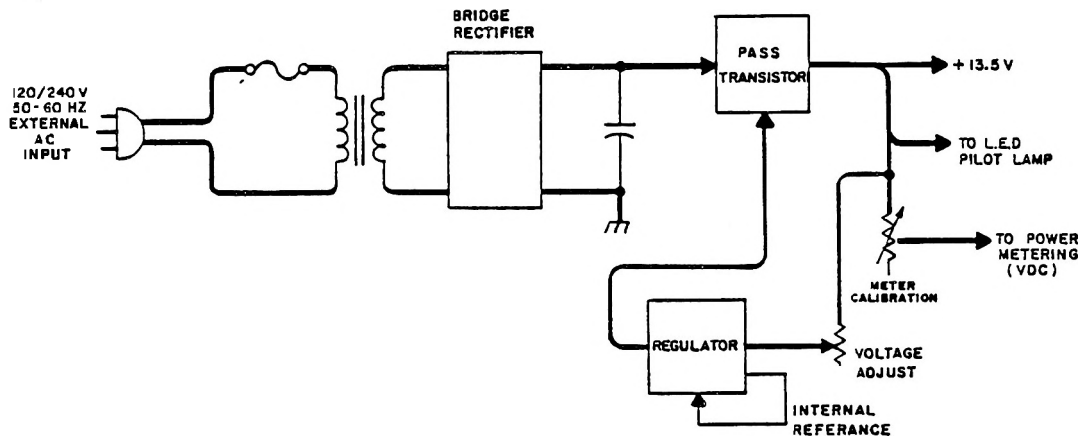 BRIDGE
RECTIFIER
120/240 V
50-60 HZ
EXTERNAL
AC
INPUT
PASS
TRANSISTOR
+13.5V
TO L.E.D
PILOT LAMP
TO POWER
METERING
(VDC)
METER
CALIBRATION
REGULATOR
VOLTAGE
ADJUST
INTERNAL
REFERANCE